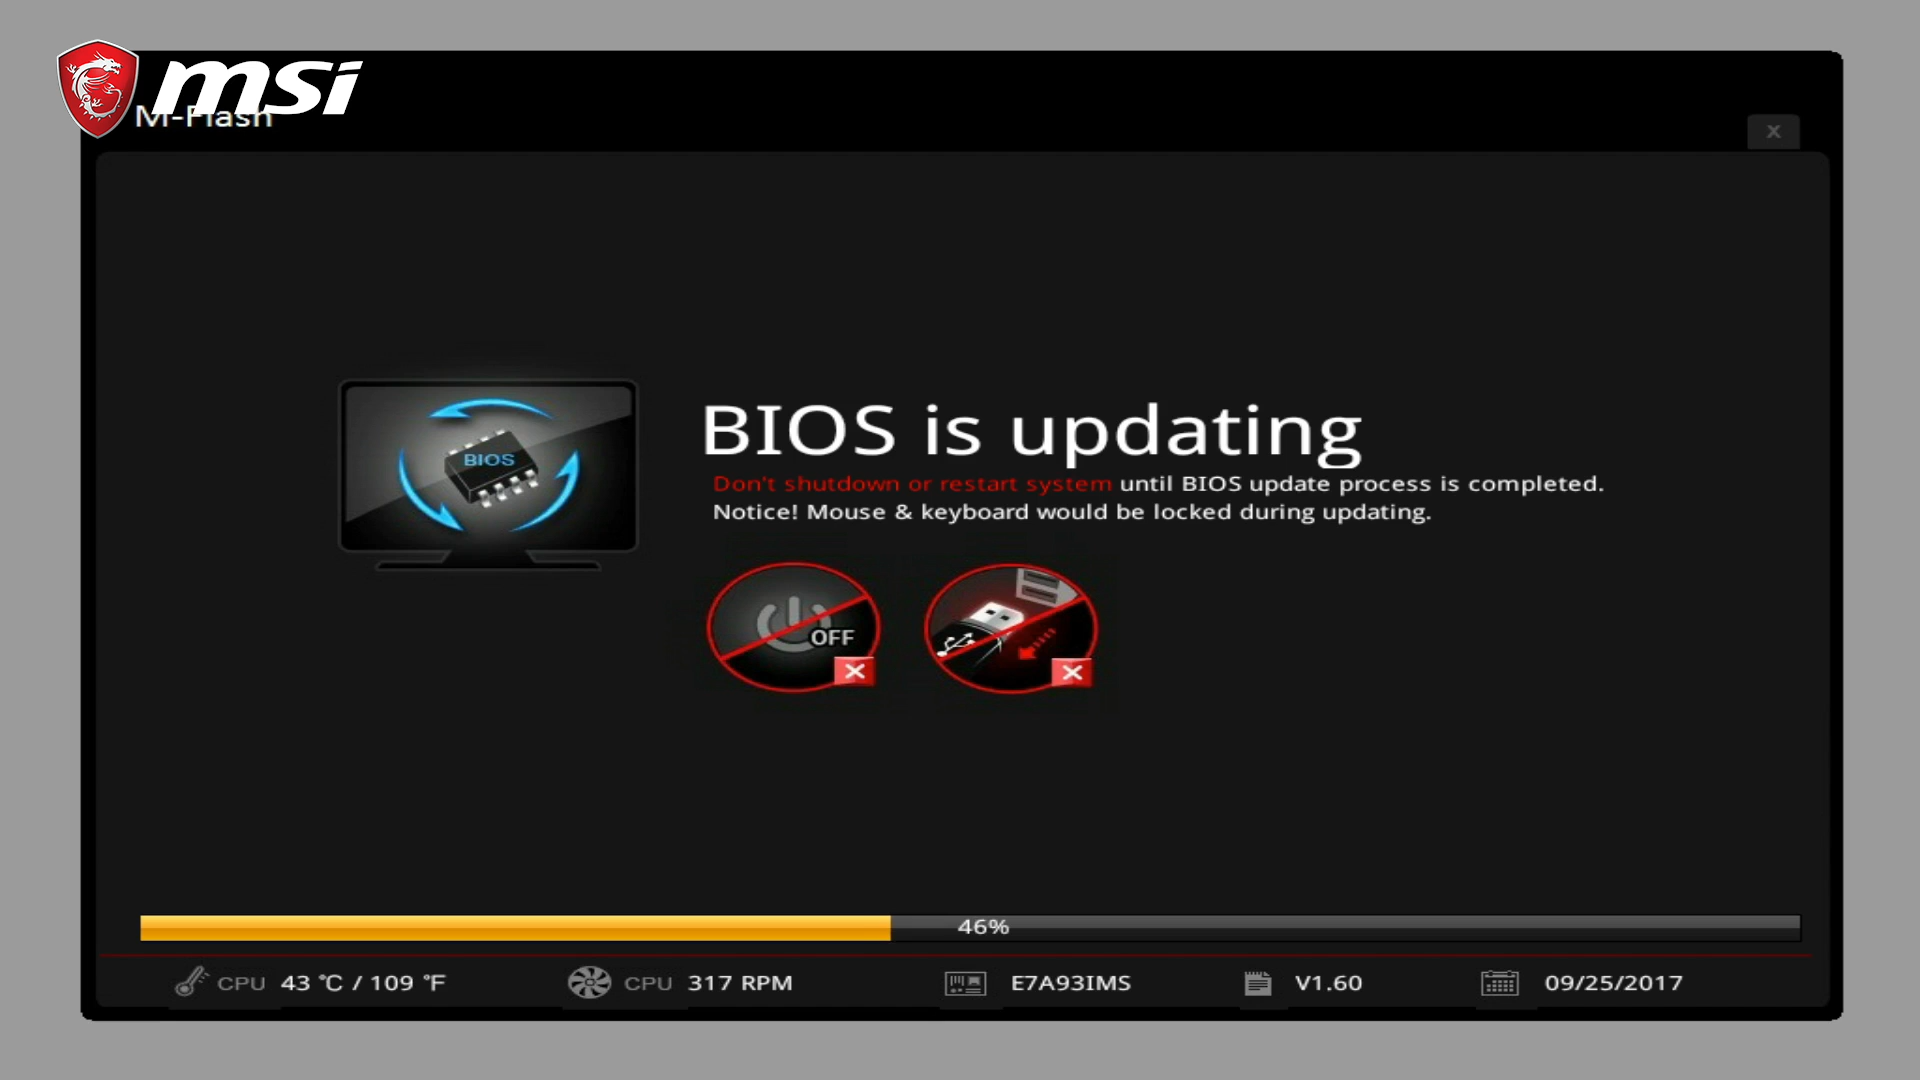 msi
M-Flash
X
BIOS
BIOS is updating
Don't shutdown or restart system until BIOS update process is completed.
Notice! Mouse & keyboard would be locked during updating.
OFF
46%
CPU 43 ℃ / 109 ℉ CPU 317 RPM E7A93IMS V1.60 09/25/2017